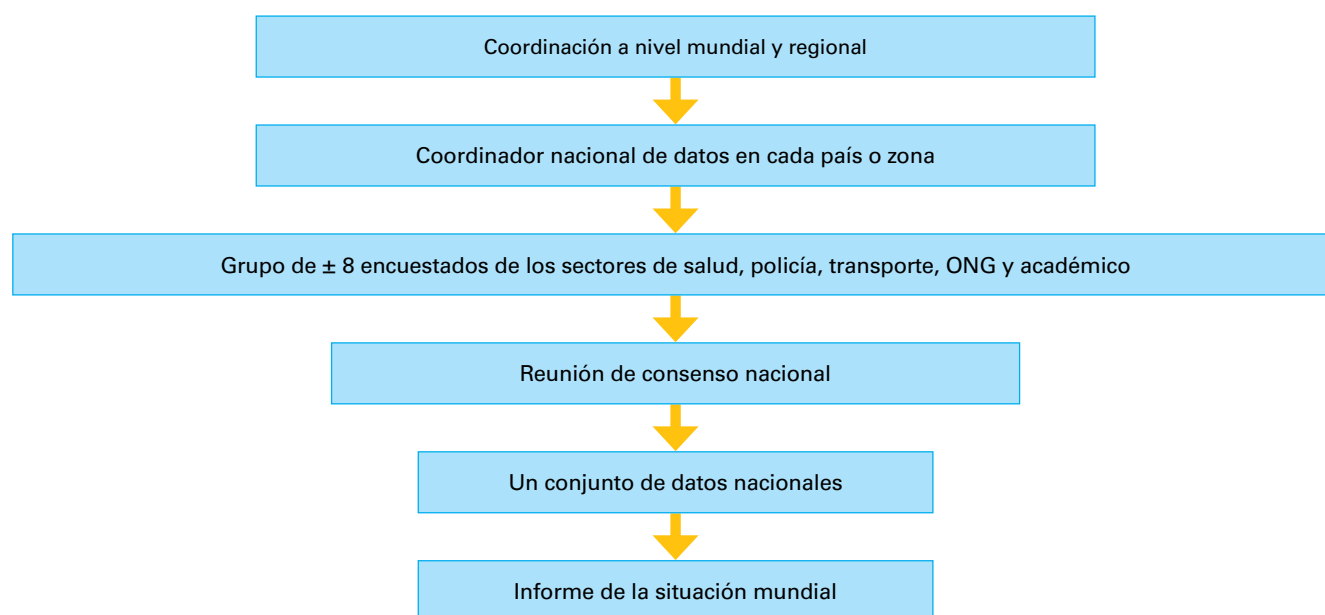 Coordinación a nivel mundial y regional
Coordinador nacional de datos en cada país o zona
Grupo de ± 8 encuestados de los sectores de salud, policía, transporte, ONG y académico
Reunión de consenso nacional
Un conjunto de datos nacionales
Informe de la situación mundial